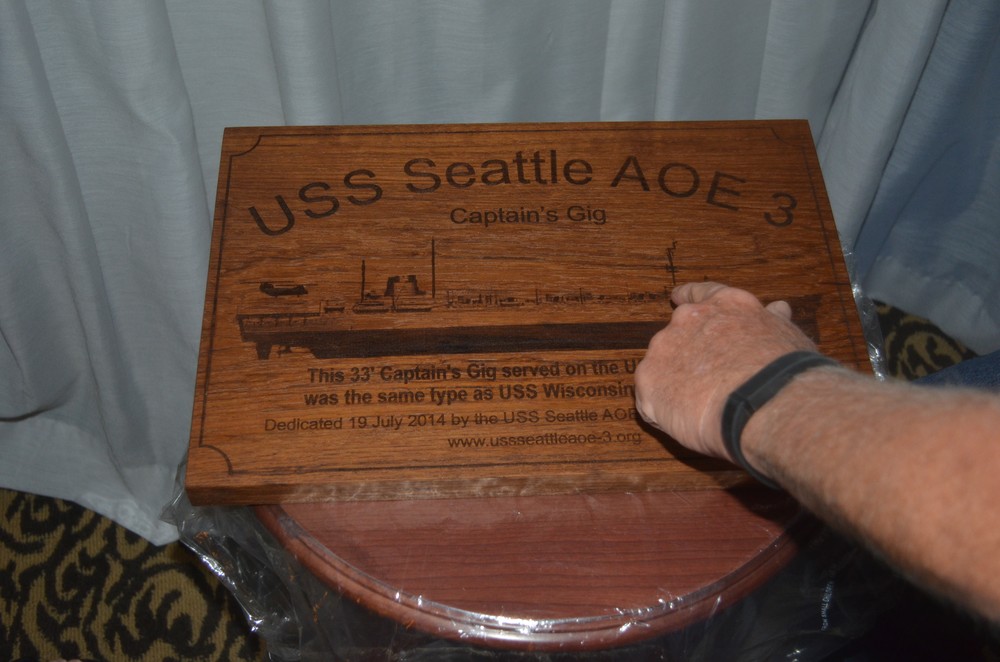 USS Seattle AOE 3
Captain's Gig
This 33' Captain's Gig served on the
was the same type as USS Wisconsin
Dedicated 19 July 2014 by the USS Seattle AOE
www.ussseattleaoe-3.org